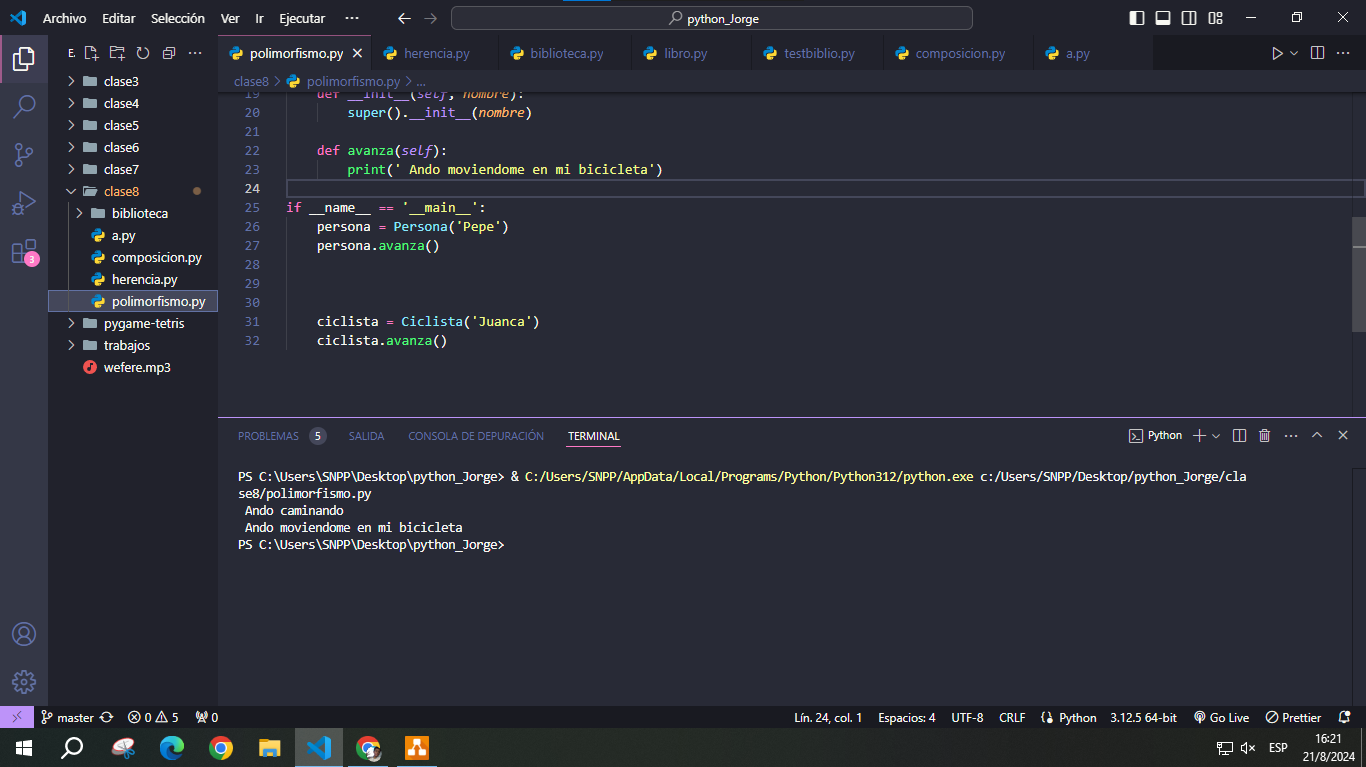 Archivo Editar Selección Ver Ir Ejecutar ··· python_Jorge
E.
polimorfismo.py herencia.py biblioteca.py libro.py testbiblio.py composicion.py a.py
clase3
clase4
clase5
clase6
clase7
clase8
biblioteca
a.py
composicion.py
herencia.py
polimorfismo.py
pygame-tetris
trabajos
wefere.mp3
3
clase8 > polimorfismo.py > ...
19 def __init__(self, nombre):
20 super().__init__(nombre)
21
22 def avanza(self):
23 print(' Ando moviendome en mi bicicleta')
24
25 if __name__ == '__main__':
26 persona = Persona('Pepe')
27 persona.avanza()
28
29
30
31 ciclista = Ciclista('Juanca')
32 ciclista.avanza()
PROBLEMAS 5 SALIDA CONSOLA DE DEPURACIÓN TERMINAL Python
PS C:\Users\SNPP\Desktop\python_Jorge> & C:/Users/SNPP/AppData/Local/Programs/Python/Python312/python.exe c:/Users/SNPP/Desktop/python_Jorge/cla
se8/polimorfismo.py
Ando caminando
Ando moviendome en mi bicicleta
PS C:\Users\SNPP\Desktop\python_Jorge>
master 0 5 0 Lín. 24, col. 1 Espacios: 4 UTF-8 CRLF Python 3.12.5 64-bit Go Live Prettier
ESP
16:21
21/8/2024